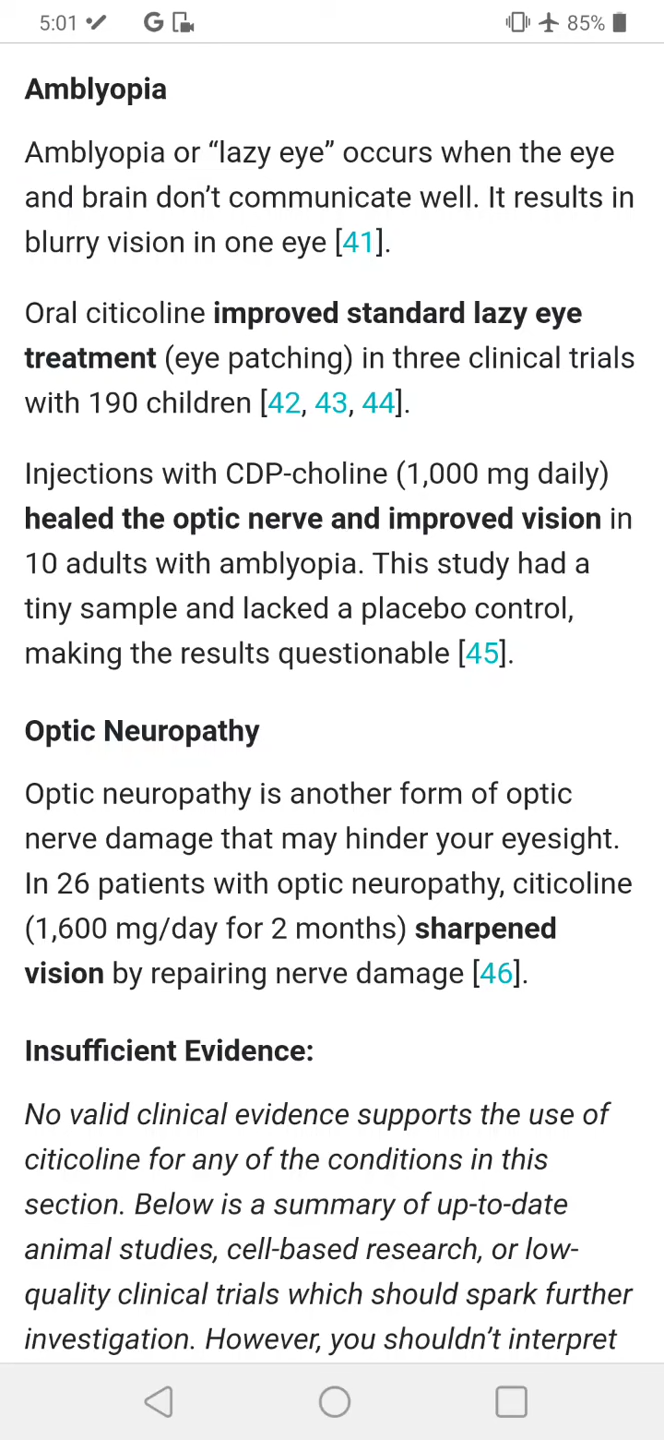 5:01
85%
Amblyopia
Amblyopia or “lazy eye” occurs when the eye
and brain don’t communicate well. It results in
blurry vision in one eye [41].
Oral citicoline improved standard lazy eye
treatment (eye patching) in three clinical trials
with 190 children [42, 43, 44].
Injections with CDP-choline (1,000 mg daily)
healed the optic nerve and improved vision in
10 adults with amblyopia. This study had a
tiny sample and lacked a placebo control,
making the results questionable [45].
Optic Neuropathy
Optic neuropathy is another form of optic
nerve damage that may hinder your eyesight.
In 26 patients with optic neuropathy, citicoline
(1,600 mg/day for 2 months) sharpened
vision by repairing nerve damage [46].
Insufficient Evidence:
No valid clinical evidence supports the use of
citicoline for any of the conditions in this
section. Below is a summary of up-to-date
animal studies, cell-based research, or low-
quality clinical trials which should spark further
investigation. However, you shouldn’t interpret